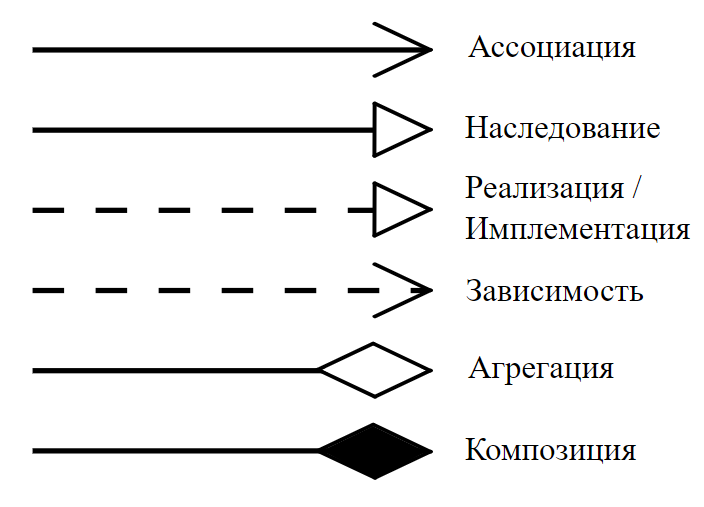 Ассоциация
Наследование
Реализация /
Имплементация
Зависимость
Агрегация
Композиция